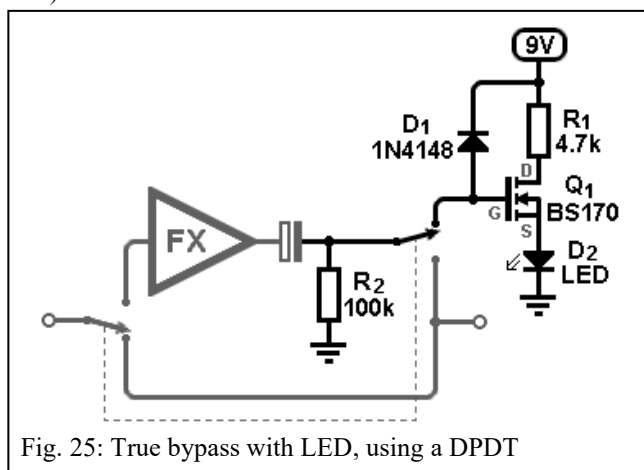 9V
D1
1N4148
R1
4.7k
D
Q1
BS170
G
S
FX
D2
LED
R2
100k
Fig. 25: True bypass with LED, using a DPDT